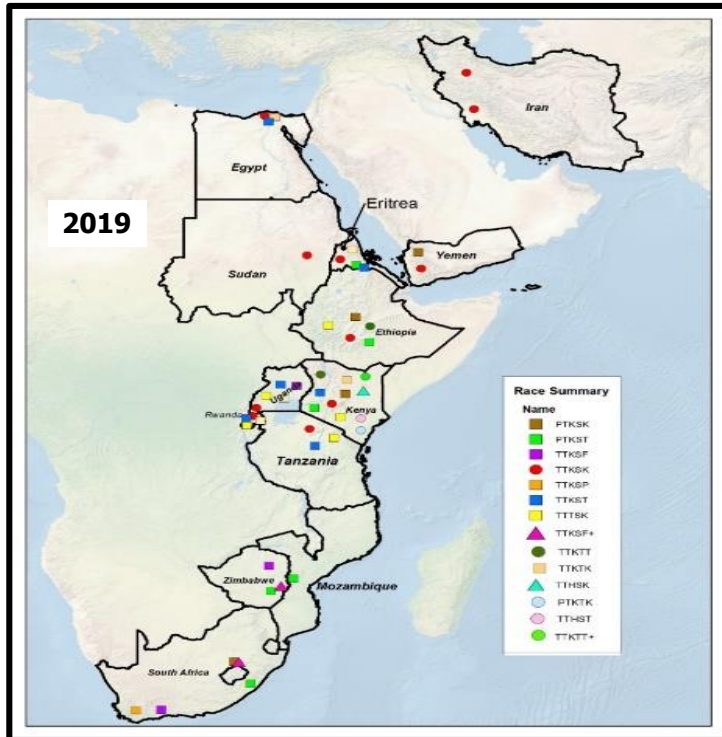 2019
Iran
Egypt
Eritrea
Sudan
Yemen
Ethiopia
Uganda
Rwanda
Kenya
Tanzania
Zimbabwe
Mozambique
South Africa
Race Summary
Name
PTKSK
PTKST
TTKSF
TTKSK
TTKSP
TTKST
TTTSK
TTKSF+
TTKTT
TTKTK
TTHSK
PTKTK
TTHST
TTKTT+